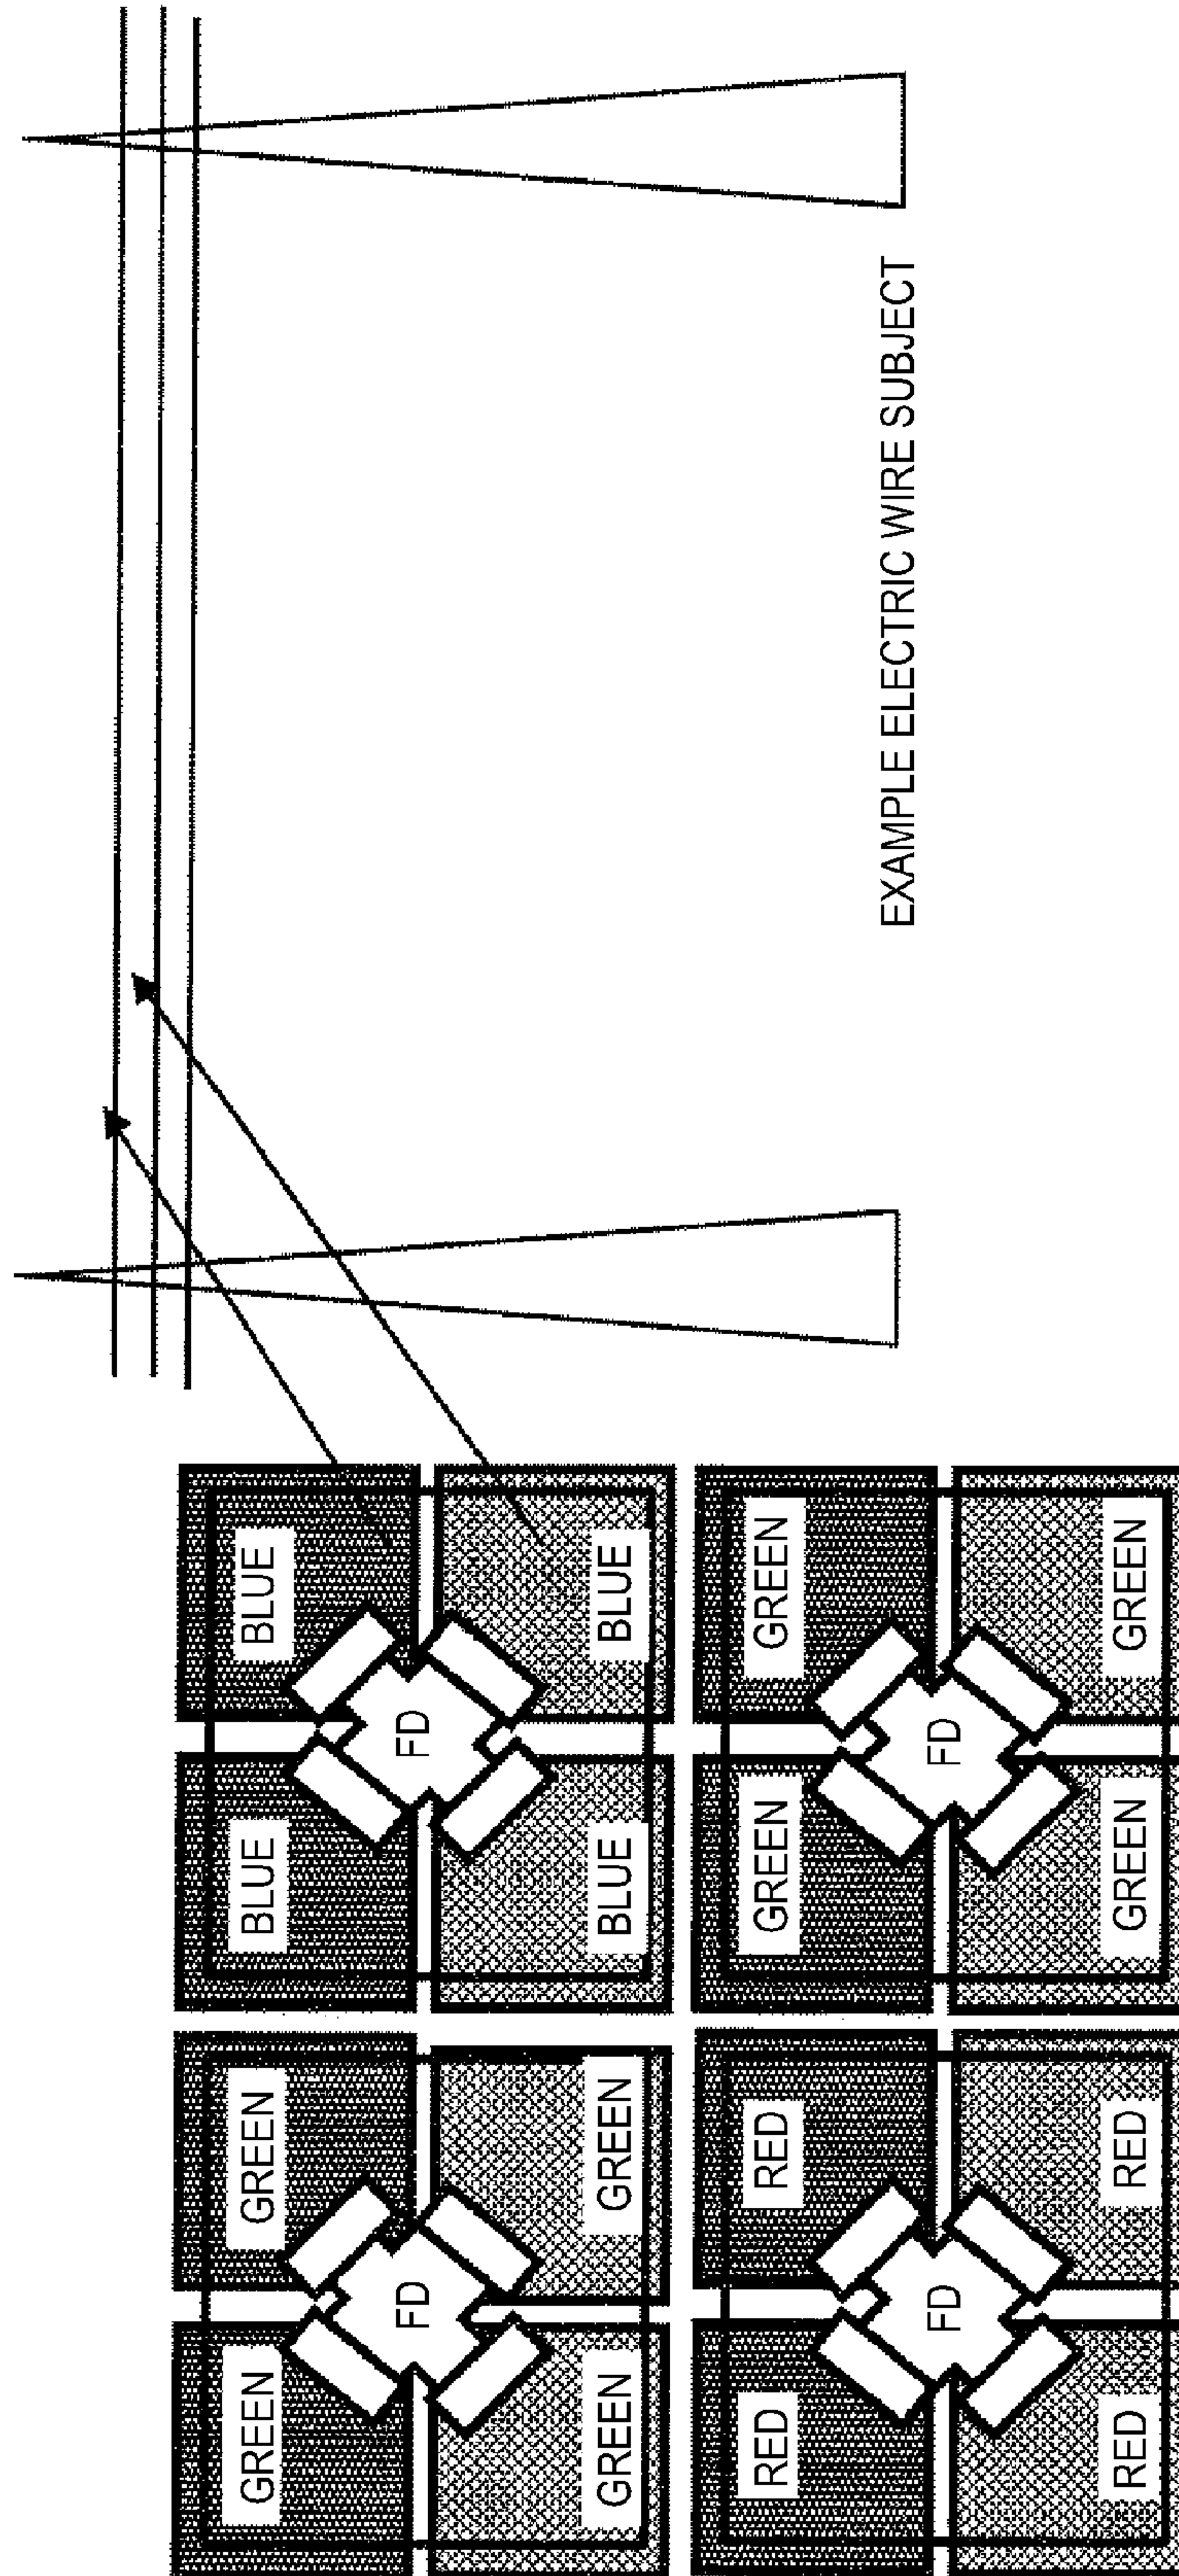 GREEN GREEN BLUE BLUE
FD FD
GREEN GREEN BLUE BLUE
RED RED GREEN GREEN
FD FD
RED RED GREEN GREEN
EXAMPLE ELECTRIC WIRE SUBJECT